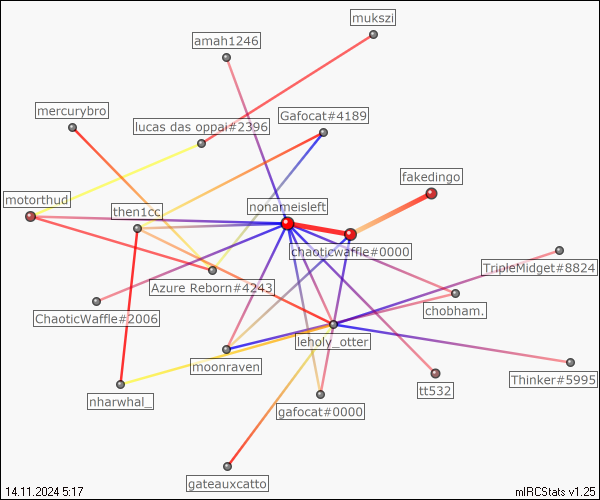 mukszi
amah1246
mercurybro
Gafocat#4189
lucas das oppai#2396
fakedingo
motorthud
nonameisleft
then1cc
chaoticwaffle#0000
TripleMidget#8824
Azure Reborn#4243
chobham.
ChaoticWaffle#2006
leholy_otter
moonraven
Thinker#5995
tt532
nharwhal_
gafocat#0000
gateauxcatto
14.11.2024 5:17
mIRCStats v1.25